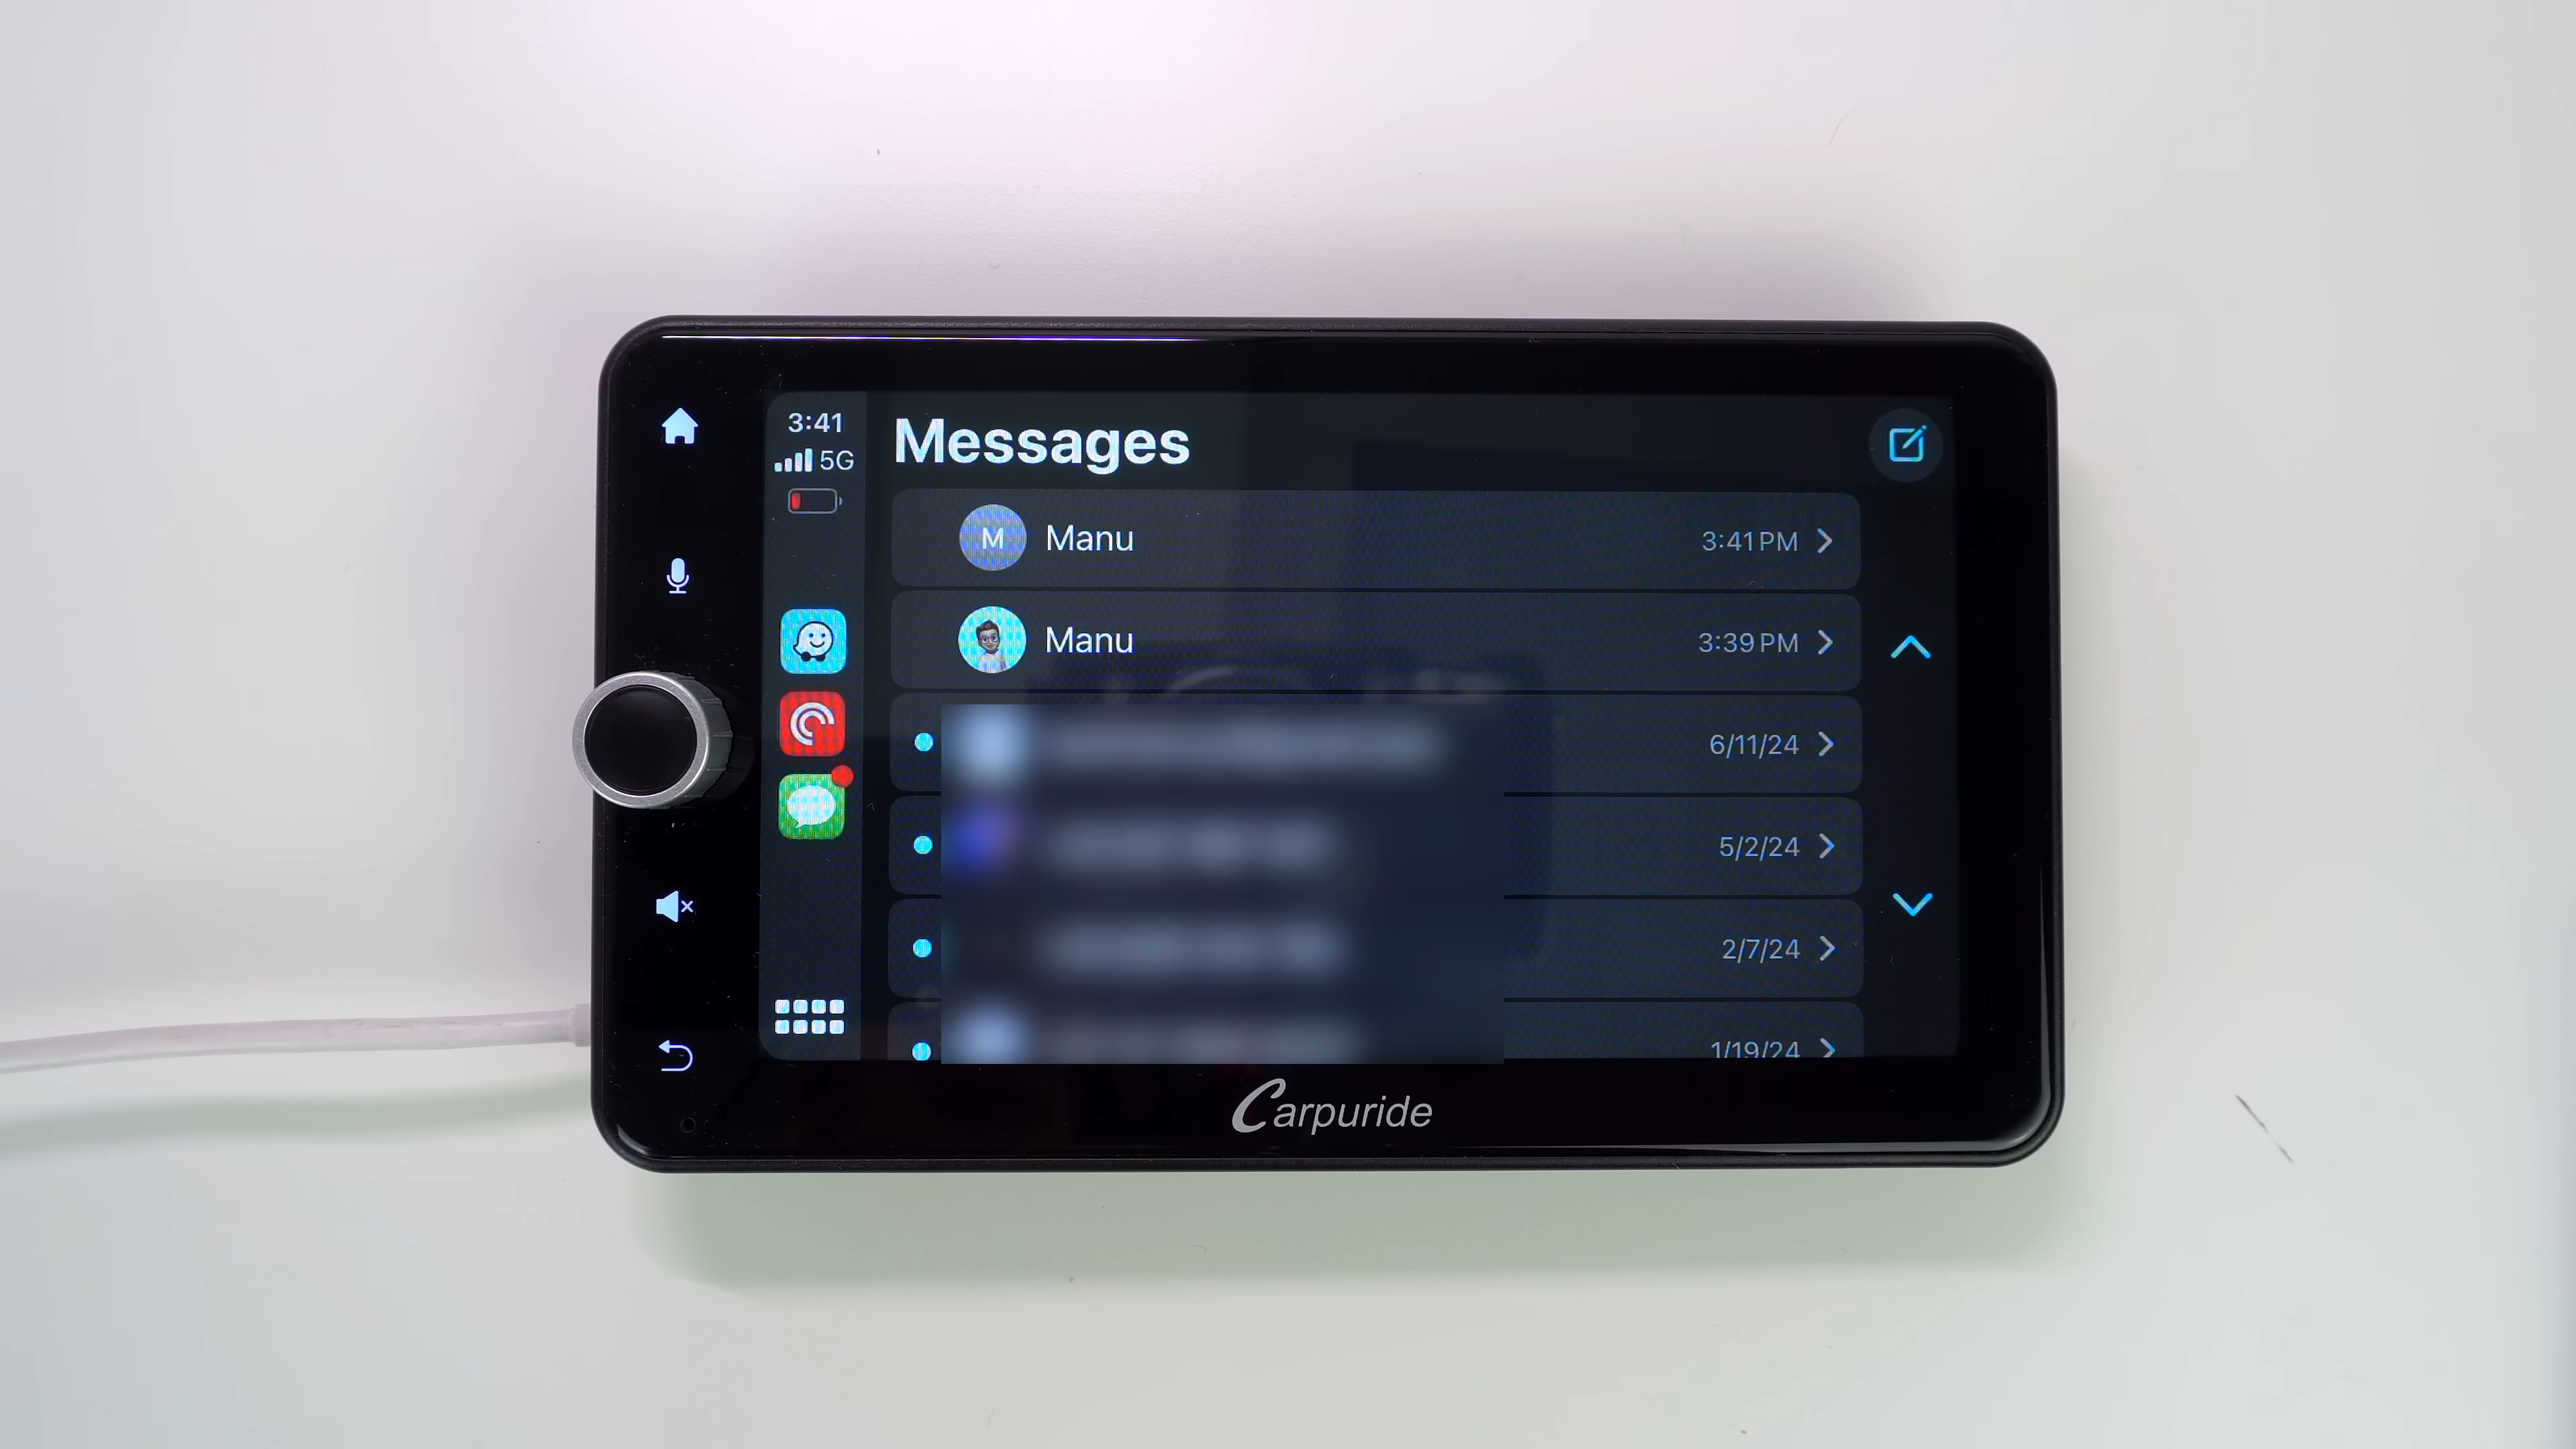 3:41
5G
Messages
M
Manu
3:41 PM
Manu
3:39 PM
6/11/24
5/2/24
2/7/24
1/19/24
Carpuride